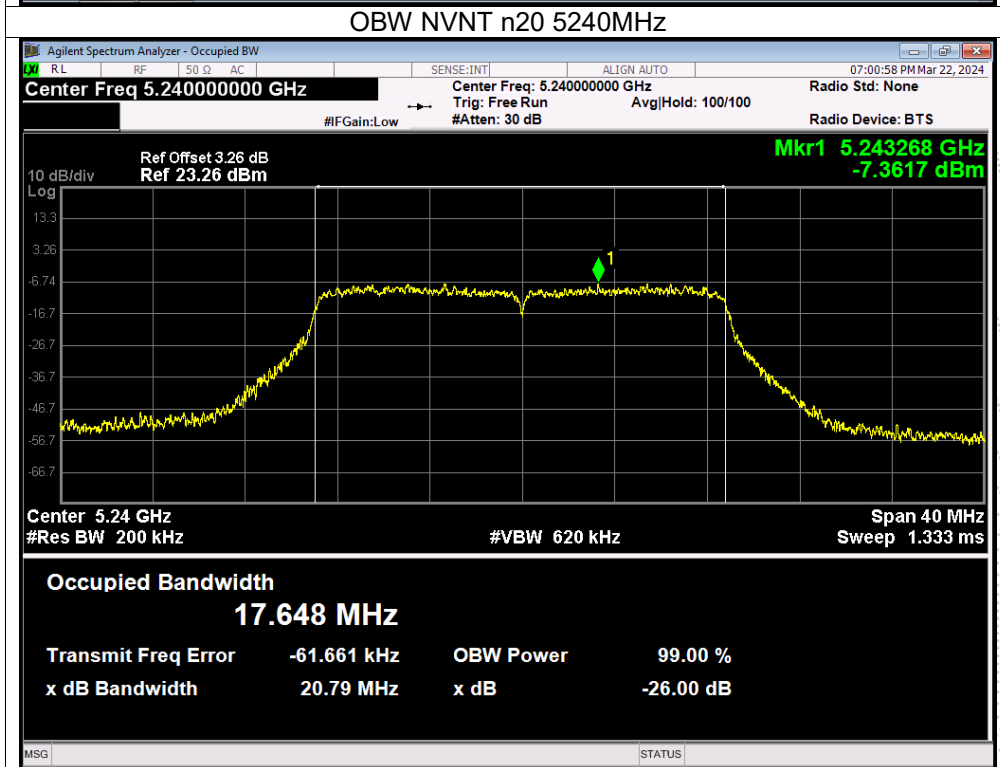 OBW NVNT n20 5240MHz
Agilent Spectrum Analyzer - Occupied BW
LXI RL RF 50 Ω AC SENSE:INT ALIGN AUTO 07:00:58 PM Mar 22, 2024
Center Freq 5.240000000 GHz Center Freq: 5.240000000 GHz Radio Std: None
Trig: Free Run Avg|Hold: 100/100
#IFGain:Low #Atten: 30 dB Radio Device: BTS
Ref Offset 3.26 dB Mkr1 5.243268 GHz
10 dB/div Ref 23.26 dBm -7.3617 dBm
Log
13.3
3.26
1
-6.74
-16.7
-26.7
-36.7
-46.7
-56.7
-66.7
Center 5.24 GHz Span 40 MHz
#Res BW 200 kHz #VBW 620 kHz Sweep 1.333 ms
Occupied Bandwidth
17.648 MHz
Transmit Freq Error -61.661 kHz OBW Power 99.00 %
x dB Bandwidth 20.79 MHz x dB -26.00 dB
MSG STATUS